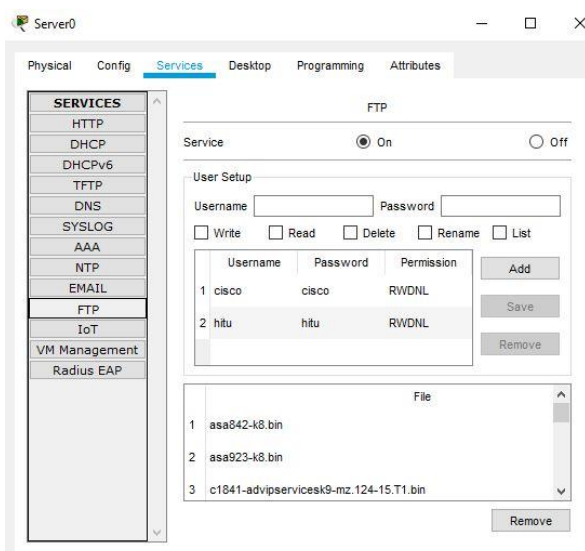 Server0
Physical Config Services Desktop Programming Attributes
SERVICES
HTTP
DHCP
DHCPv6
TFTP
DNS
SYSLOG
AAA
NTP
EMAIL
FTP
IoT
VM Management
Radius EAP
FTP
Service On Off
User Setup
Username Password
Write Read Delete Rename List
Username Password Permission
1 cisco cisco RWDNL
2 hitu hitu RWDNL
Add
Save
Remove
File
1 asa842-k8.bin
2 asa923-k8.bin
3 c1841-advipservicesk9-mz.124-15.T1.bin
Remove